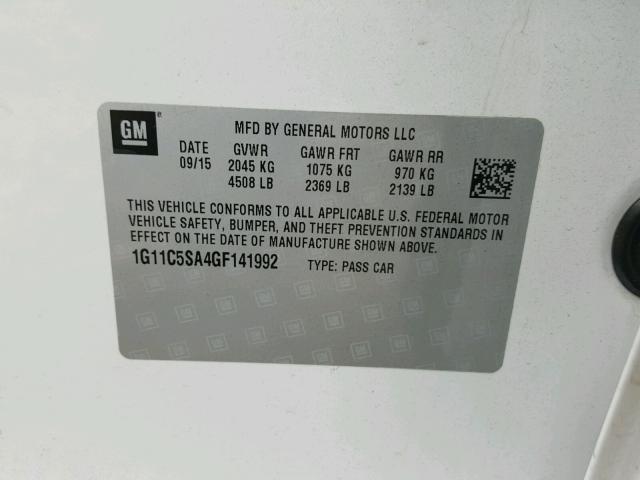 GM
MFD BY GENERAL MOTORS LLC
DATE GVWR GAWR FRT GAWR RR
09/15 2045 KG 1075 KG 970 KG
4508 LB 2369 LB 2139 LB
THIS VEHICLE CONFORMS TO ALL APPLICABLE U.S. FEDERAL MOTOR
VEHICLE SAFETY, BUMPER, AND THEFT PREVENTION STANDARDS IN
EFFECT ON THE DATE OF MANUFACTURE SHOWN ABOVE.
1G11C5SA4GF141992 TYPE: PASS CAR